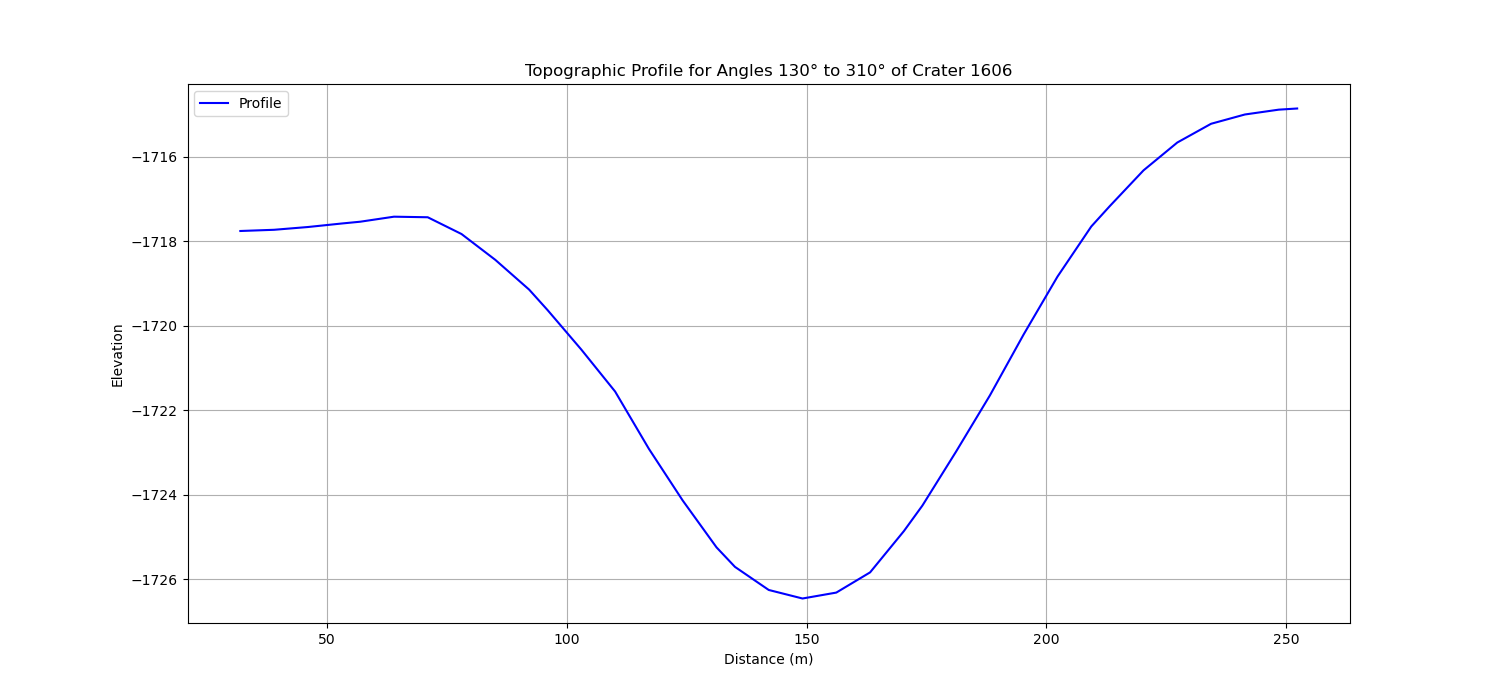 Topographic Profile for Angles 130° to 310° of Crater 1606
Profile
−1716
−1718
−1720
−1722
−1724
−1726
Elevation
50
100
150
200
250
Distance (m)